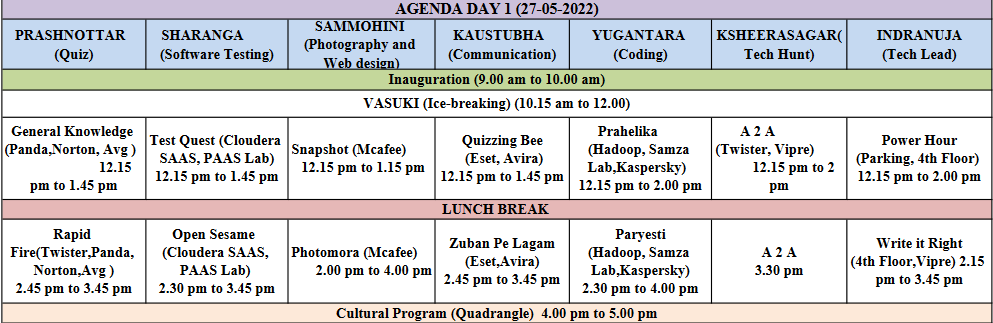 AGENDA DAY 1 (27-05-2022)
PRASHNOTTAR
(Quiz)
SHARANGA
(Software Testing)
SAMMOHINI
(Photography and
Web design)
KAUSTUBHA
(Communication)
YUGANTARA
(Coding)
KSHEERASAGAR(
Tech Hunt)
INDRANUJA
(Tech Lead)
Inauguration (9.00 am to 10.00 am)
VASUKI (Ice-breaking) (10.15 am to 12.00)
General Knowledge
(Panda,Norton, Avg )
12.15
pm to 1.45 pm
Test Quest (Cloudera
SAAS, PAAS Lab)
12.15 pm to 1.45 pm
Snapshot (Mcafee)
12.15 pm to 1.15 pm
Quizzing Bee
(Eset, Avira)
12.15 pm to 1.45 pm
Prahelika
(Hadoop, Samza
Lab,Kaspersky)
12.15 pm to 2.00 pm
A 2 A
(Twister, Vipre)
12.15 pm to 2
pm
Power Hour
(Parking, 4th Floor)
12.15 pm to 2.00 pm
LUNCH BREAK
Rapid
Fire(Twister,Panda,
Norton,Avg )
2.45 pm to 3.45 pm
Open Sesame
(Cloudera SAAS,
PAAS Lab)
2.30 pm to 3.45 pm
Photomora (Mcafee)
2.00 pm to 4.00 pm
Zuban Pe Lagam
(Eset,Avira)
2.45 pm to 3.45 pm
Paryesti
(Hadoop, Samza
Lab,Kaspersky)
2.30 pm to 4.00 pm
A 2 A
3.30 pm
Write it Right
(4th Floor,Vipre) 2.15
pm to 3.45 pm
Cultural Program (Quadrangle) 4.00 pm to 5.00 pm